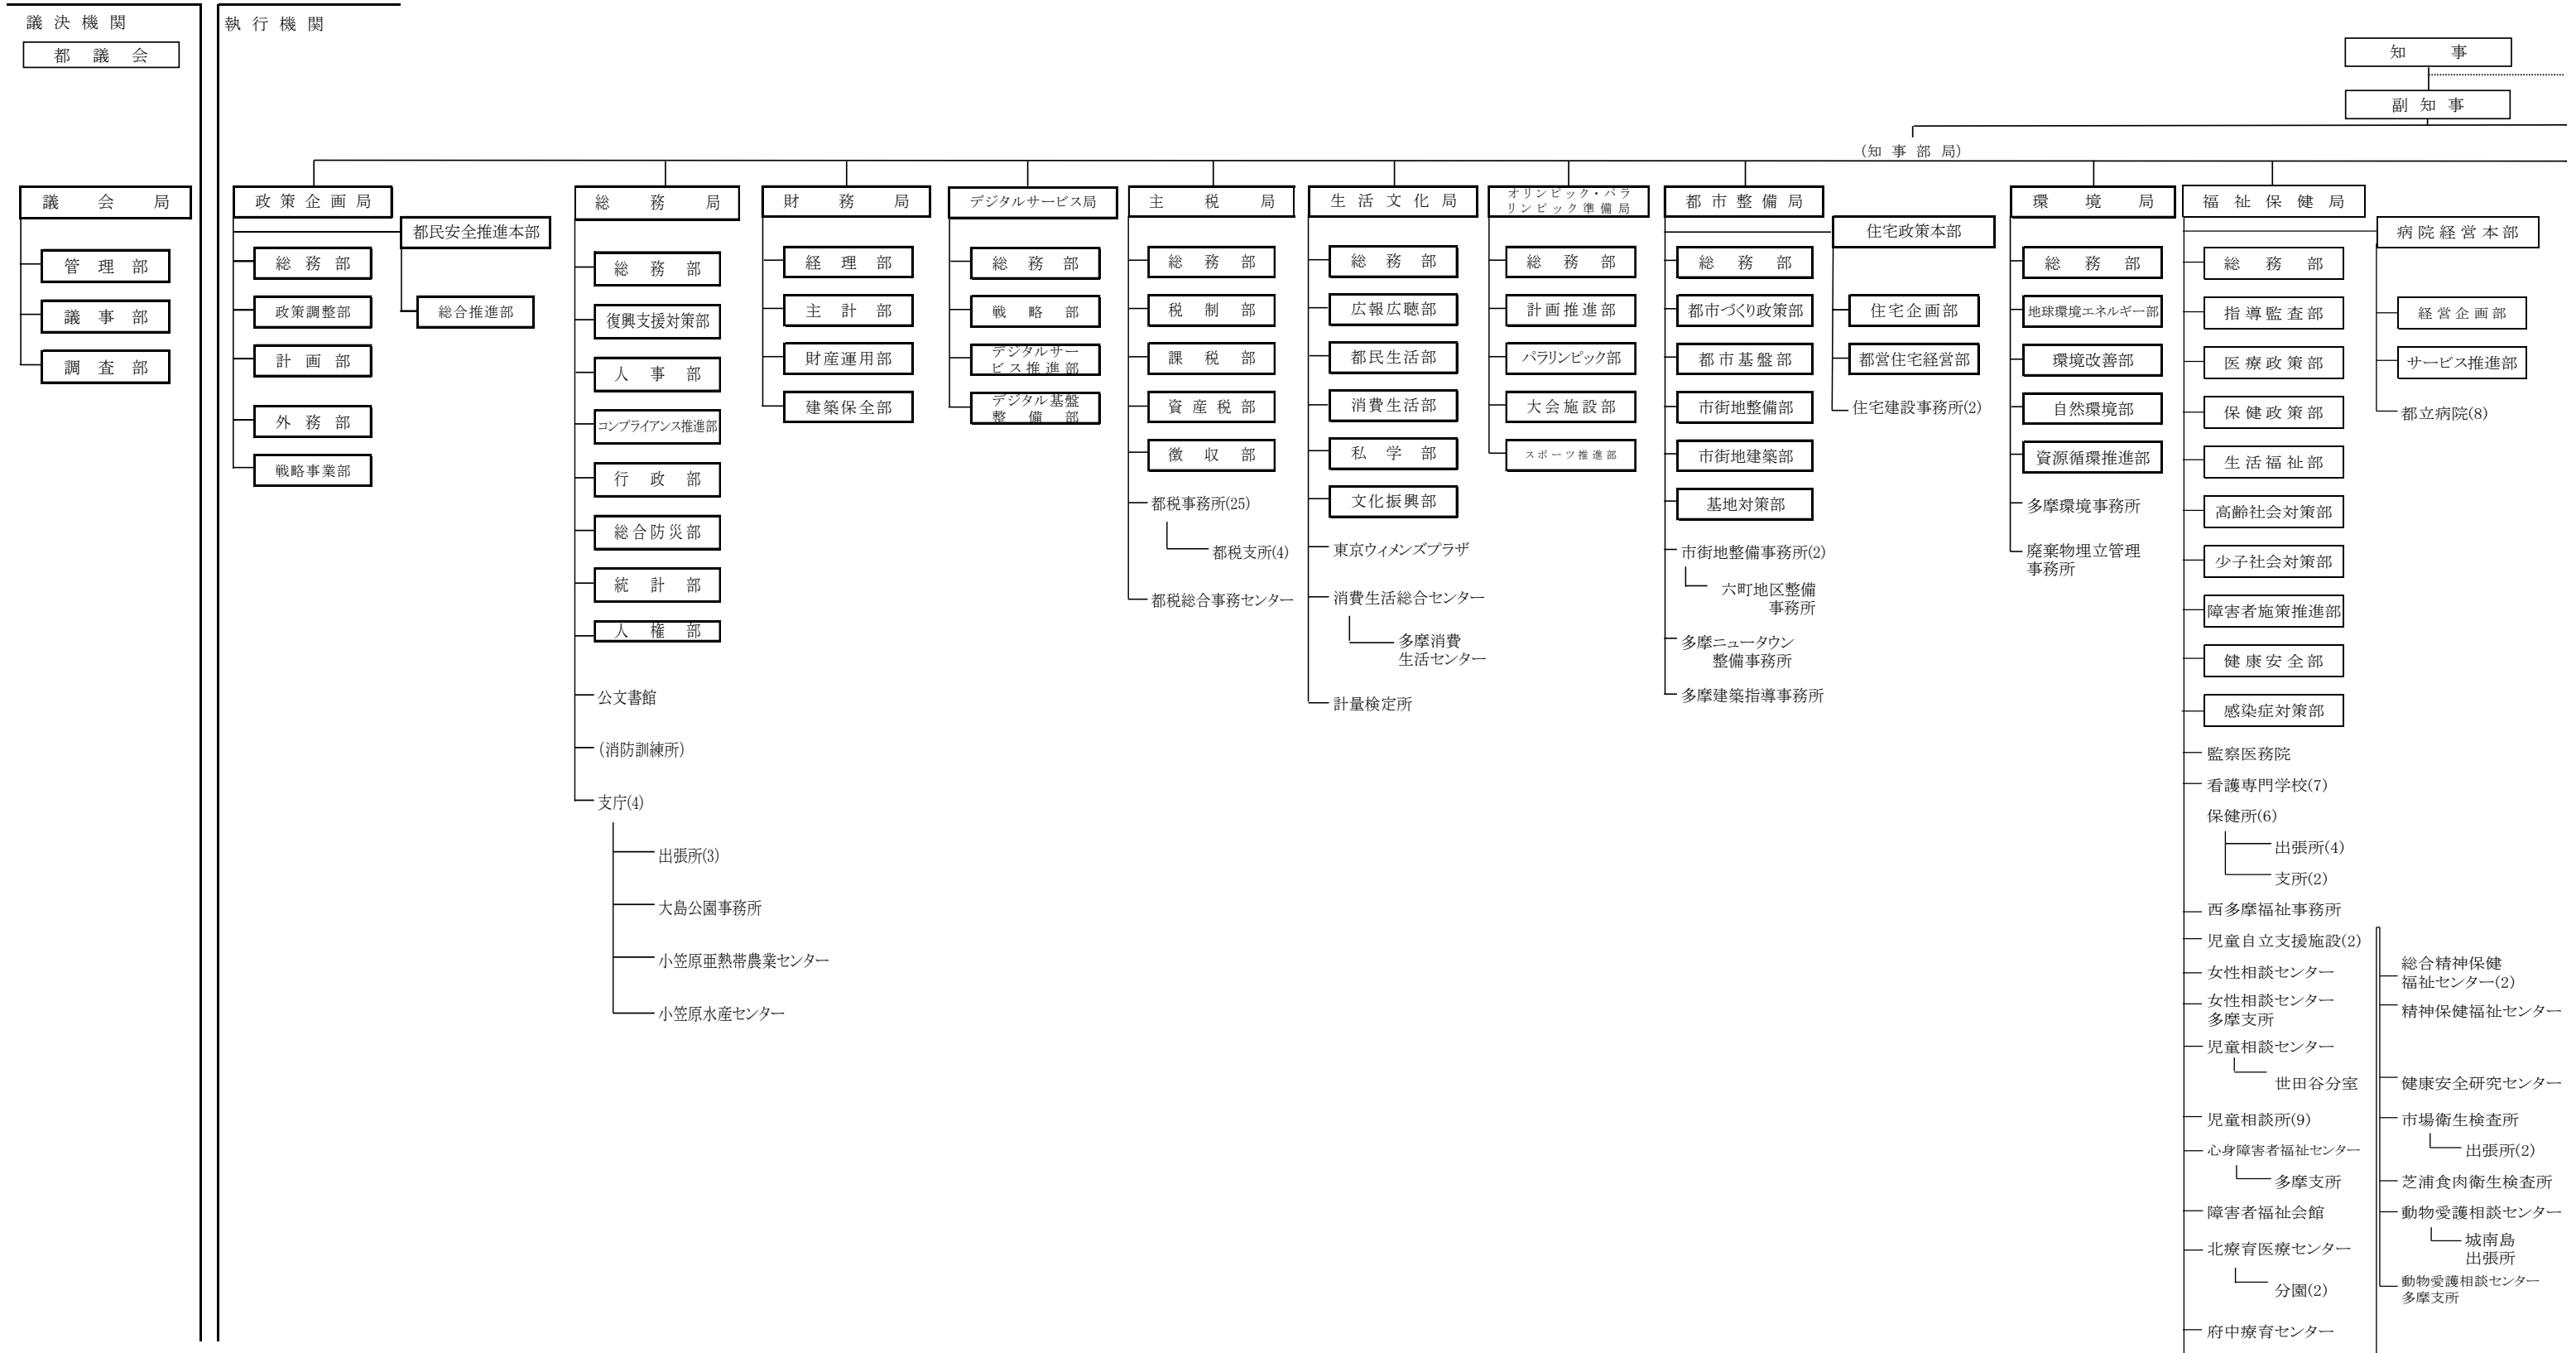 議決機関
都議会
議会局
管理部
議事部
調査部
執行機関
知事
副知事
(知事部局)
政策企画局
都民安全推進本部
総務部
政策調整部
計画部
外務部
戦略事業部
総合推進部
総務局
総務部
復興支援対策部
人事部
コンプライアンス推進部
行政部
総合防災部
統計部
人権部
公文書館
(消防訓練所)
支庁(4)
出張所(3)
大島公園事務所
小笠原亜熱帯農業センター
小笠原水産センター
財務局
経理部
主計部
財産運用部
建築保全部
デジタルサービス局
総務部
戦略部
デジタルサー
ビス推進部
デジタル基盤
整備部
主税局
総務部
税制部
課税部
資産税部
徴収部
都税事務所(25)
都税支所(4)
都税総合事務センター
生活文化局
総務部
広報広聴部
都民生活部
消費生活部
私学部
文化振興部
東京ウィメンズプラザ
消費生活総合センター
多摩消費
生活センター
計量検定所
オリンピック・パラ
リンピック準備局
総務部
計画推進部
パラリンピック部
大会施設部
スポーツ推進部
都市整備局
住宅政策本部
総務部
都市づくり政策部
都市基盤部
市街地整備部
市街地建築部
基地対策部
市街地整備事務所(2)
六町地区整備
事務所
多摩ニュータウン
整備事務所
多摩建築指導事務所
住宅企画部
都営住宅経営部
住宅建設事務所(2)
環境局
総務部
地球環境エネルギー部
環境改善部
自然環境部
資源循環推進部
多摩環境事務所
廃棄物埋立管理
事務所
福祉保健局
病院経営本部
総務部
指導監査部
医療政策部
保健政策部
生活福祉部
高齢社会対策部
少子社会対策部
障害者施策推進部
健康安全部
感染症対策部
監察医務院
看護専門学校(7)
保健所(6)
出張所(4)
支所(2)
西多摩福祉事務所
児童自立支援施設(2)
女性相談センター
女性相談センター
多摩支所
児童相談センター
世田谷分室
児童相談所(9)
心身障害者福祉センター
多摩支所
障害者福祉会館
北療育医療センター
分園(2)
府中療育センター
経営企画部
サービス推進部
都立病院(8)
総合精神保健
福祉センター(2)
精神保健福祉センター
健康安全研究センター
市場衛生検査所
出張所(2)
芝浦食肉衛生検査所
動物愛護相談センター
城南島
出張所
動物愛護相談センター
多摩支所